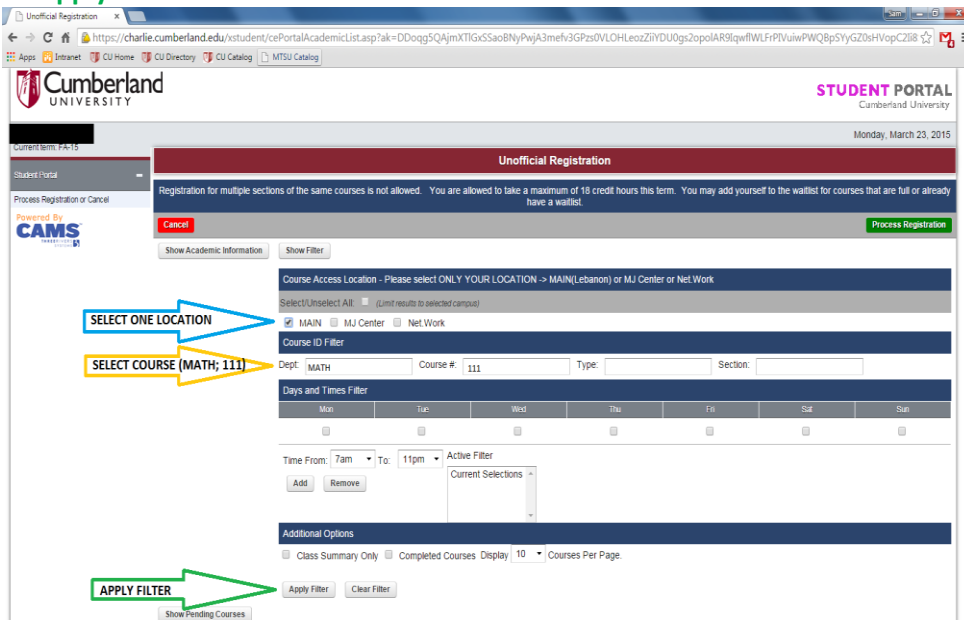 Unofficial Registration
Sam
https://charlie.cumberland.edu/xstudent/cePortalAcademicList.asp?ak=
Apps Intranet CU Home CU Directory CU Catalog MTSU Catalog
Cumberland
UNIVERSITY
STUDENT PORTAL
Cumberland University
Monday, March 23, 2015
Current term: FA-15
Student Portal
Unofficial Registration
Process Registration or Cancel
Registration for multiple sections of the same courses is not allowed. You are allowed to take a maximum of 18 credit hours this term. You may add yourself to the waitlist for courses that are full or already
have a waitlist.
Powered By
CAMS
Cancel
Process Registration
Show Academic Information Show Filter
Course Access Location - Please select ONLY YOUR LOCATION -> MAIN(Lebanon) or MJ Center or Net.Work
Select/Unselect All: (Limit results to selected campus)
SELECT ONE LOCATION
MAIN MJ Center Net.Work
Course ID Filter
SELECT COURSE (MATH; 111)
Dept: MATH Course #: 111 Type: Section:
Days and Times Filter
Mon Tue Wed Thu Fri Sat Sun
Time From: 7am To: 11pm Active Filter
Current Selections
Add Remove
Additional Options
Class Summary Only Completed Courses Display 10 Courses Per Page.
APPLY FILTER
Apply Filter Clear Filter
Show Pending Courses